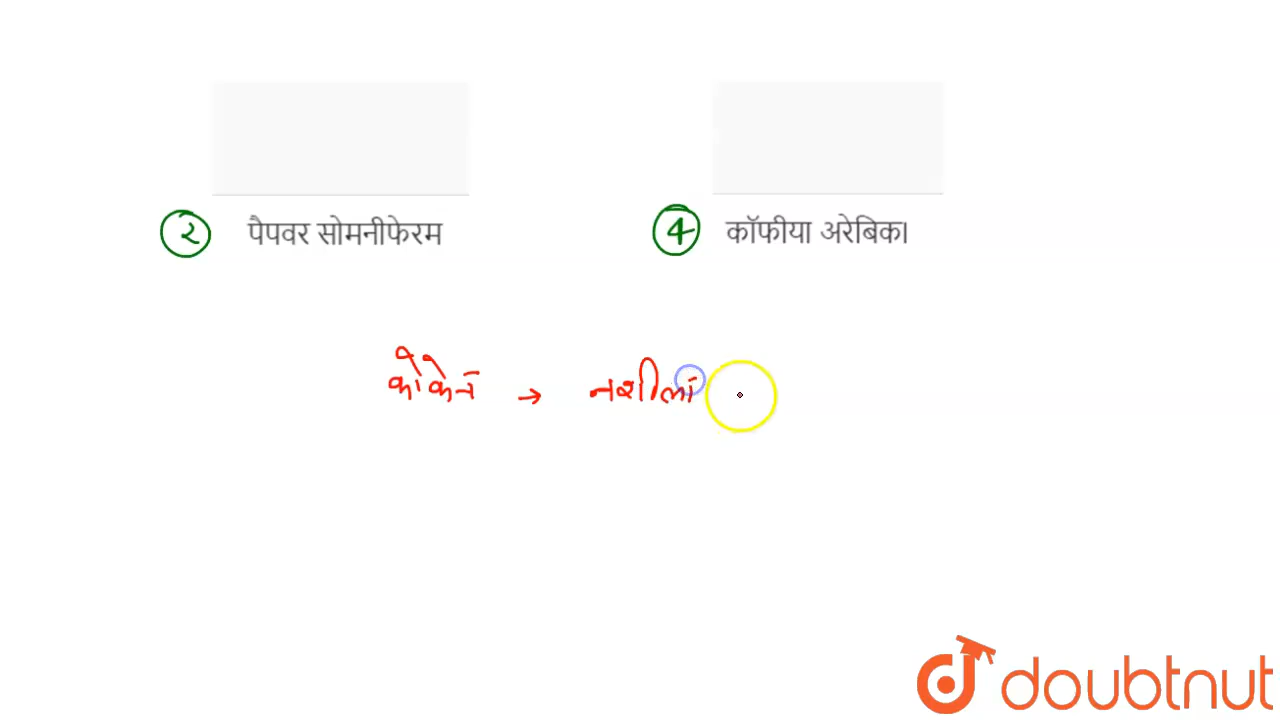 २ पैपवर सोमनीफेरम 4 कॉफीया अरेबिका
कोकेन → नशीला
doubtnut